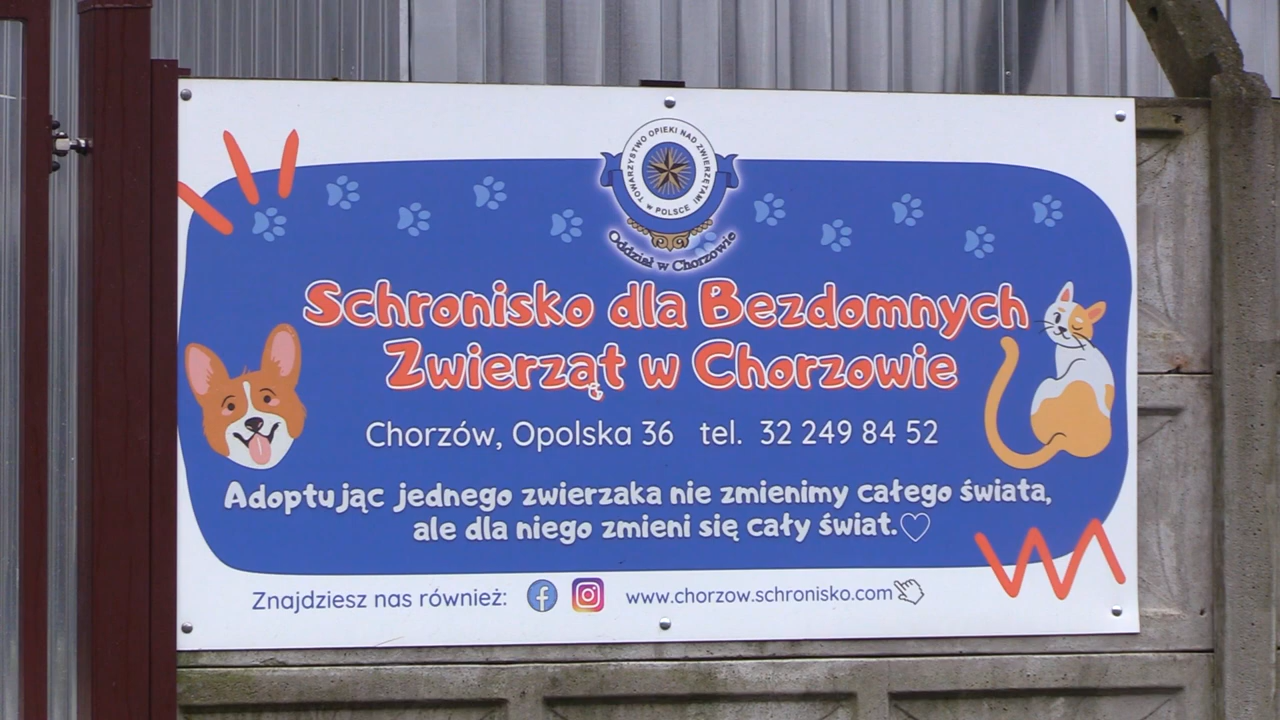 TOWARZYSTWO OPIEKI NAD ZWIERZĘTAMI
w POLSCE
Oddział w Chorzowie
Schronisko dla Bezdomnych
Zwierząt w Chorzowie
Chorzów, Opolska 36 tel. 32 249 84 52
Adoptując jednego zwierzaka nie zmienimy całego świata,
ale dla niego zmieni się cały świat.♡
Znajdziesz nas również: www.chorzow.schronisko.com